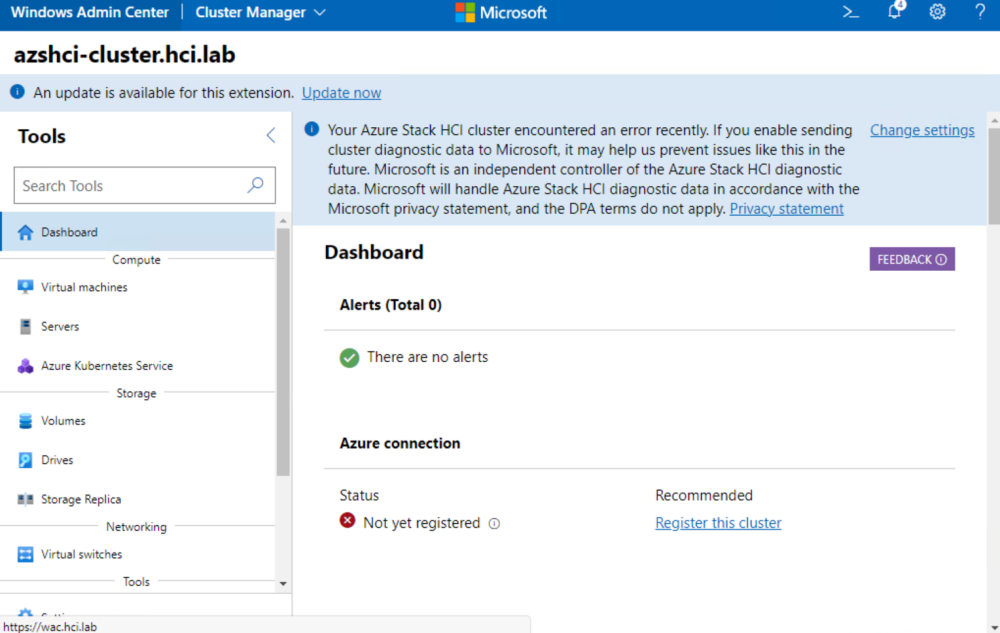 Windows Admin Center | Cluster Manager
Microsoft
4
azshci-cluster.hci.lab
An update is available for this extension. Update now
Tools
Search Tools
Dashboard
Compute
Virtual machines
Servers
Azure Kubernetes Service
Storage
Volumes
Drives
Storage Replica
Networking
Virtual switches
Tools
https://wac.hci.lab
Your Azure Stack HCI cluster encountered an error recently. If you enable sending
cluster diagnostic data to Microsoft, it may help us prevent issues like this in the
future. Microsoft is an independent controller of the Azure Stack HCI diagnostic
data. Microsoft will handle Azure Stack HCI diagnostic data in accordance with the
Microsoft privacy statement, and the DPA terms do not apply. Privacy statement
Change settings
Dashboard
FEEDBACK
Alerts (Total 0)
There are no alerts
Azure connection
Status
Not yet registered
Recommended
Register this cluster